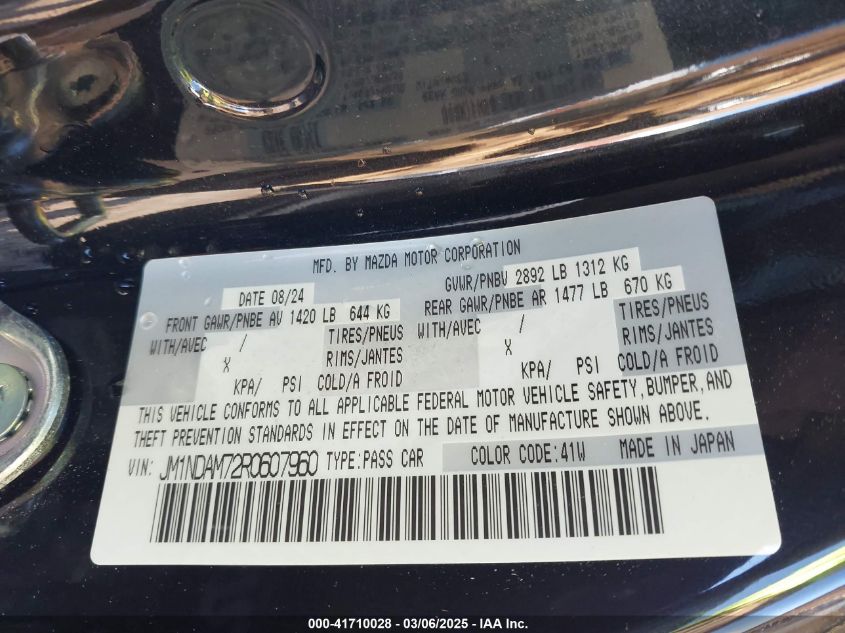 MFD. BY MAZDA MOTOR CORPORATION
DATE 08/24 GVWR/PNBV 2892 LB 1312 KG
FRONT GAWR/PNBE AV 1420 LB 644 KG REAR GAWR/PNBE AR 1477 LB 670 KG
WITH/AVEC / TIRES/PNEUS WITH/AVEC / TIRES/PNEUS
X RIMS/JANTES X RIMS/JANTES
KPA/ PSI COLD/A FROID KPA/ PSI COLD/A FROID
THIS VEHICLE CONFORMS TO ALL APPLICABLE FEDERAL MOTOR VEHICLE SAFETY, BUMPER, AND
THEFT PREVENTION STANDARDS IN EFFECT ON THE DATE OF MANUFACTURE SHOWN ABOVE.
VIN: JM1NDAM72R0607960 TYPE:PASS CAR COLOR CODE:41W MADE IN JAPAN
000-41710028 - 03/06/2025 - IAA Inc.